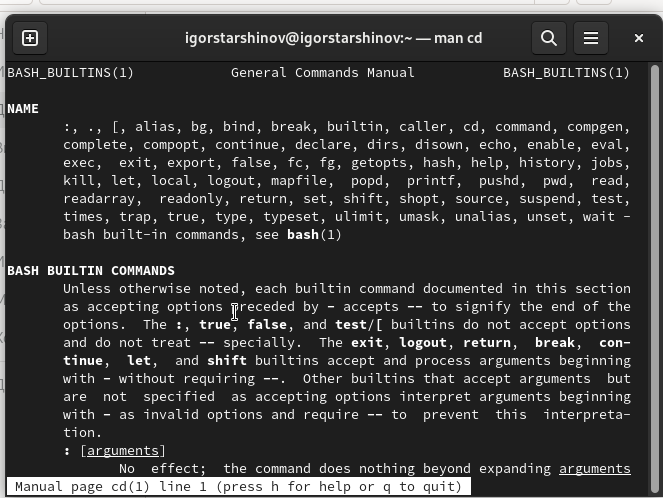 igorstarshinov@igorstarshinov:~ — man cd
BASH_BUILTINS(1) General Commands Manual BASH_BUILTINS(1)
NAME
:, ., [, alias, bg, bind, break, builtin, caller, cd, command, compgen,
complete, compopt, continue, declare, dirs, disown, echo, enable, eval,
exec, exit, export, false, fc, fg, getopts, hash, help, history, jobs,
kill, let, local, logout, mapfile, popd, printf, pushd, pwd, read,
readarray, readonly, return, set, shift, shopt, source, suspend, test,
times, trap, true, type, typeset, ulimit, umask, unalias, unset, wait -
bash built-in commands, see bash(1)
BASH BUILTIN COMMANDS
Unless otherwise noted, each builtin command documented in this section
as accepting options preceded by - accepts -- to signify the end of the
options. The :, true, false, and test/[ builtins do not accept options
and do not treat -- specially. The exit, logout, return, break, con-
tinue, let, and shift builtins accept and process arguments beginning
with - without requiring --. Other builtins that accept arguments but
are not specified as accepting options interpret arguments beginning
with - as invalid options and require -- to prevent this interpreta-
tion.
: [arguments]
No effect; the command does nothing beyond expanding arguments
Manual page cd(1) line 1 (press h for help or q to quit)